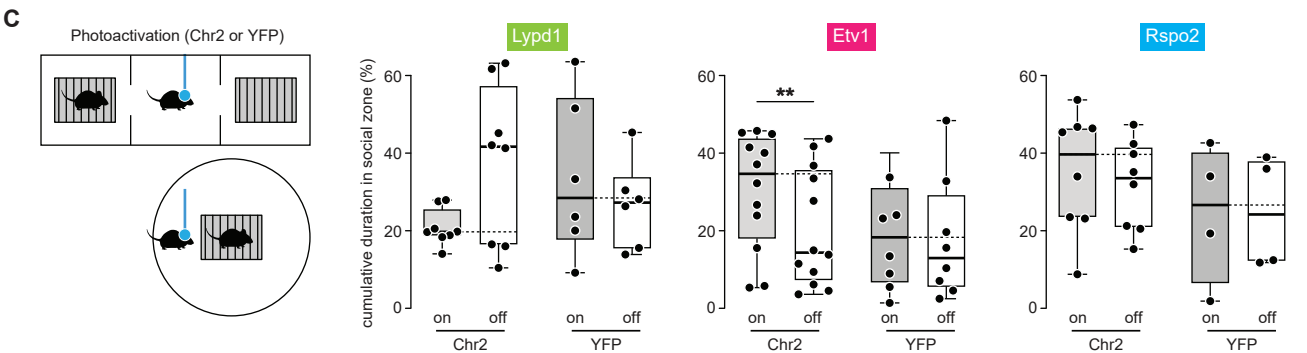 C
Photoactivation (Chr2 or YFP)
cumulative duration in social zone (%)
Lypd1
60
40
20
0
on off on off
Chr2 YFP
Etv1
60
40
20
0
**
on off on off
Chr2 YFP
Rspo2
60
40
20
0
on off on off
Chr2 YFP